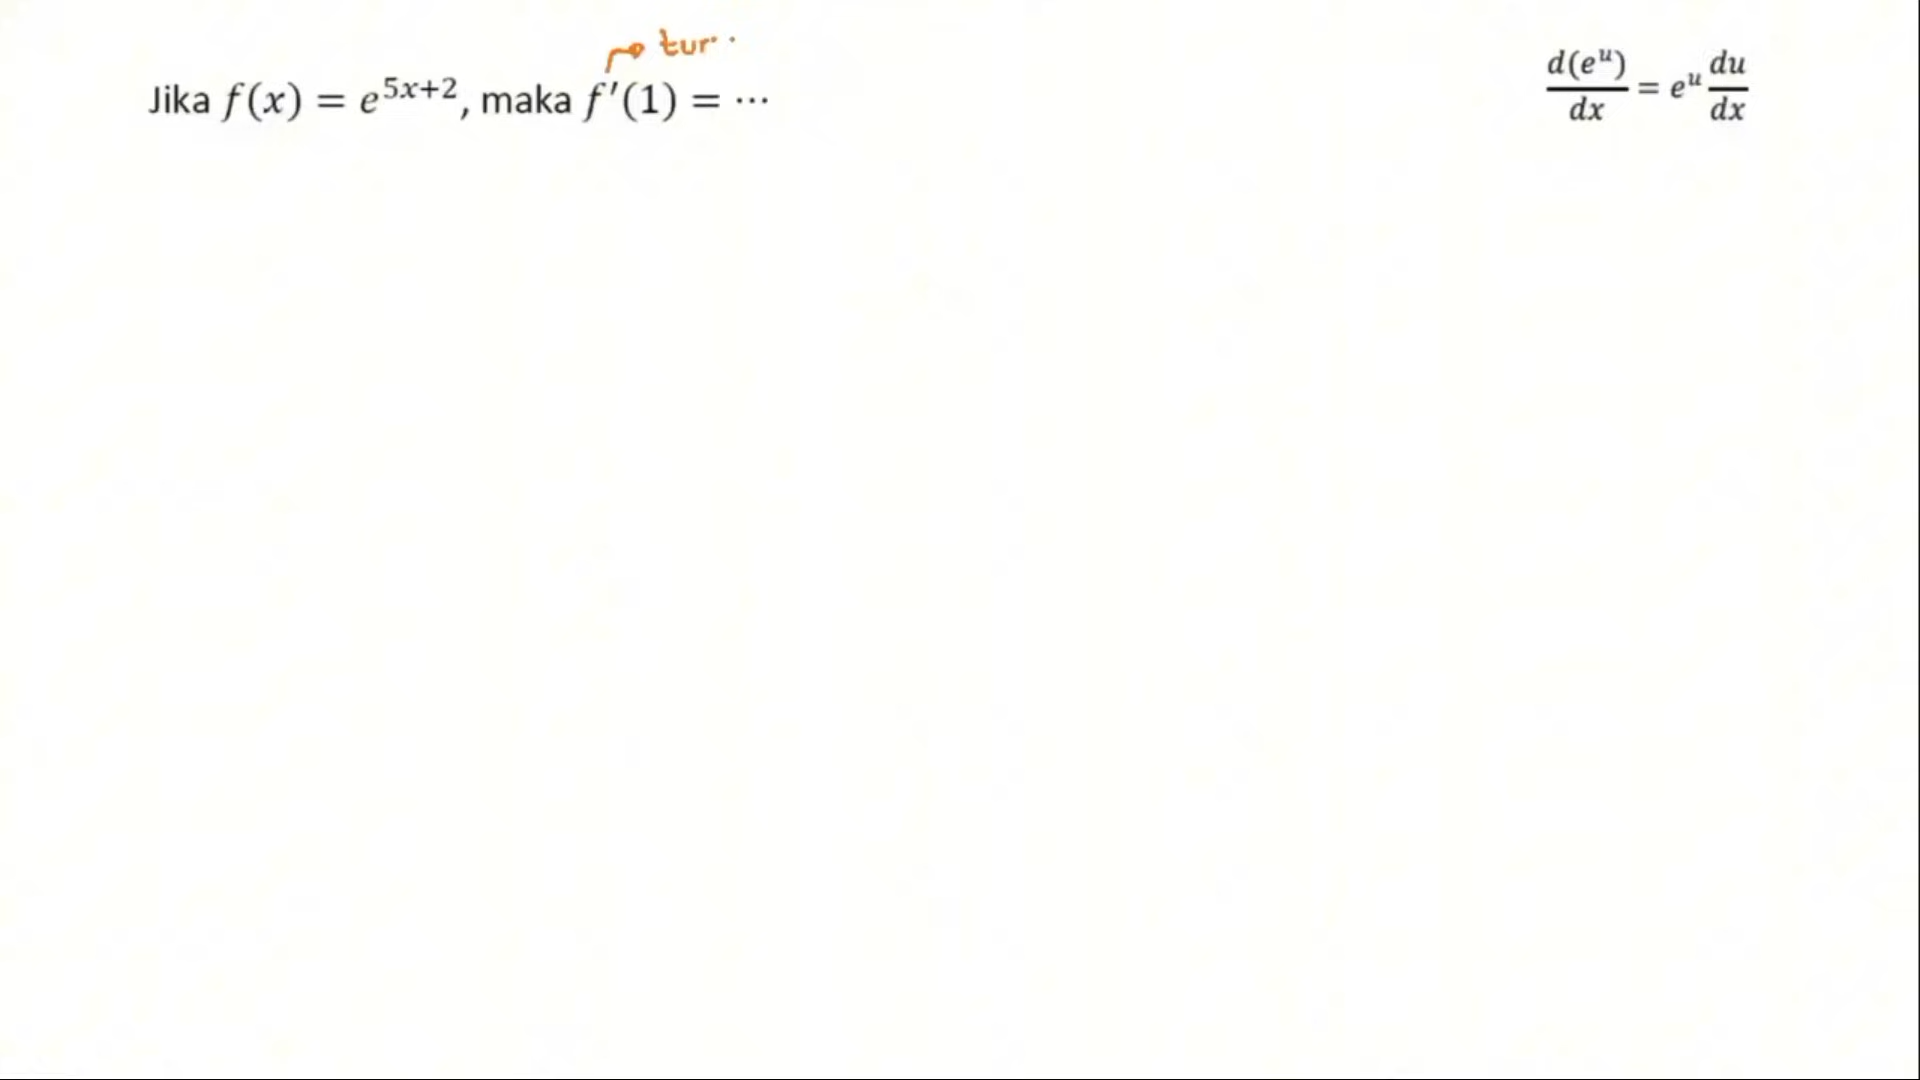 tur..
Jika f(x) = e^{5x+2}, maka f'(1) = ⋯
d(e^u)/dx = e^u du/dx